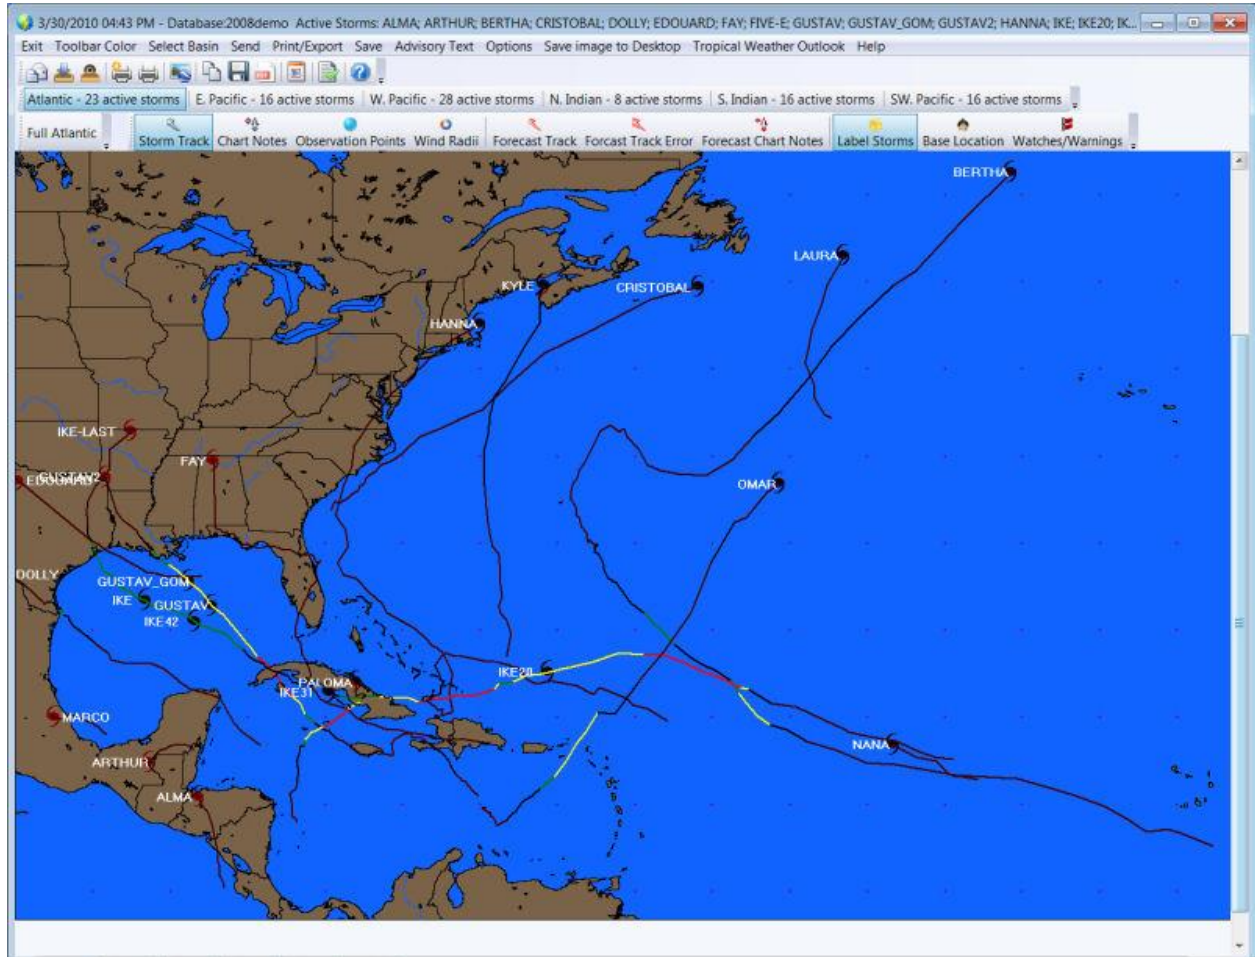 3/30/2010 04:43 PM - Database:2008demo Active Storms: ALMA; ARTHUR; BERTHA; CRISTOBAL; DOLLY; EDOUARD; FAY; FIVE-E; GUSTAV; GUSTAV_GOM; GUSTAV2; HANNA; IKE; IKE20; IK...
Exit Toolbar Color Select Basin Send Print/Export Save Advisory Text Options Save image to Desktop Tropical Weather Outlook Help
Atlantic - 23 active storms E. Pacific - 16 active storms W. Pacific - 28 active storms N. Indian - 8 active storms S. Indian - 16 active storms SW. Pacific - 16 active storms
Full Atlantic Storm Track Chart Notes Observation Points Wind Radii Forecast Track Forcast Track Error Forecast Chart Notes Label Storms Base Location Watches/Warnings
BERTHA
LAURA
KYLE
CRISTOBAL
HANNA
IKE-LAST
FAY
GUSTAV2
EDOUARD
OMAR
DOLLY
GUSTAV_GOM
IKE
GUSTAV
IKE42
IKE20
PALOMA
IKE31
MARCO
NANA
ARTHUR
ALMA